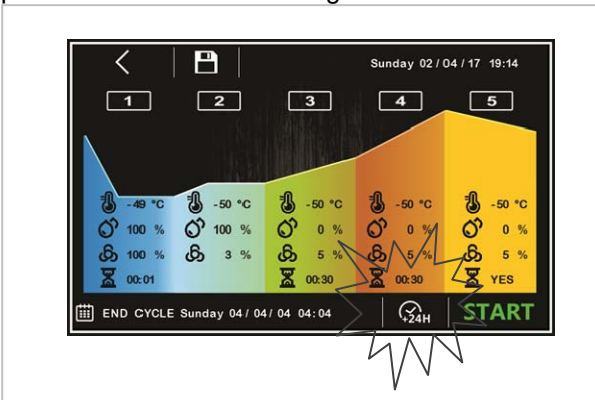 Sunday 02 / 04 / 17 19:14
1 2 3 4 5
-49 °C -50 °C -50 °C -50 °C -50 °C
100 % 100 % 0 % 0 % 0 %
100 % 3 % 5 % 5 % 5 %
00:01 00:30 00:30 YES
END CYCLE Sunday 04 / 04 / 04 04:04 +24H START